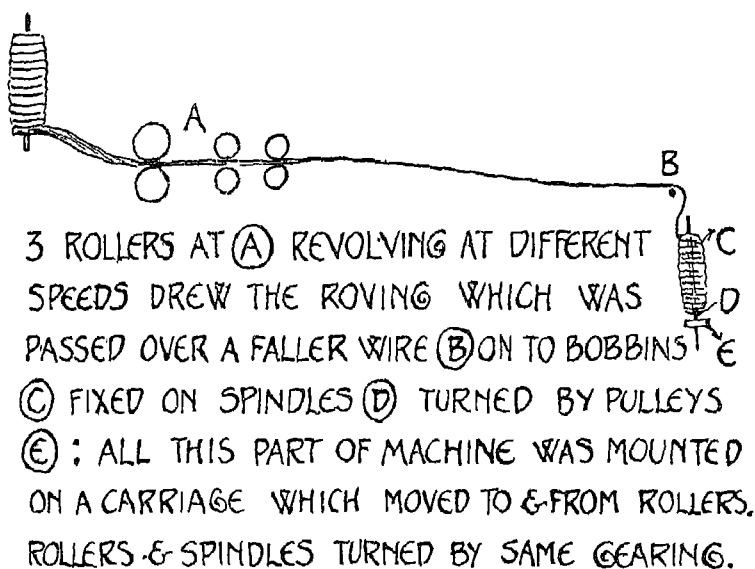 A
B
3 ROLLERS AT Ⓐ REVOLVING AT DIFFERENT
C
SPEEDS DREW THE ROVING WHICH WAS
D
PASSED OVER A FALLER WIRE Ⓑ ON TO BOBBINS
E
Ⓒ FIXED ON SPINDLES Ⓓ TURNED BY PULLEYS
Ⓔ : ALL THIS PART OF MACHINE WAS MOUNTED
ON A CARRIAGE WHICH MOVED TO & FROM ROLLERS.
ROLLERS & SPINDLES TURNED BY SAME GEARING.